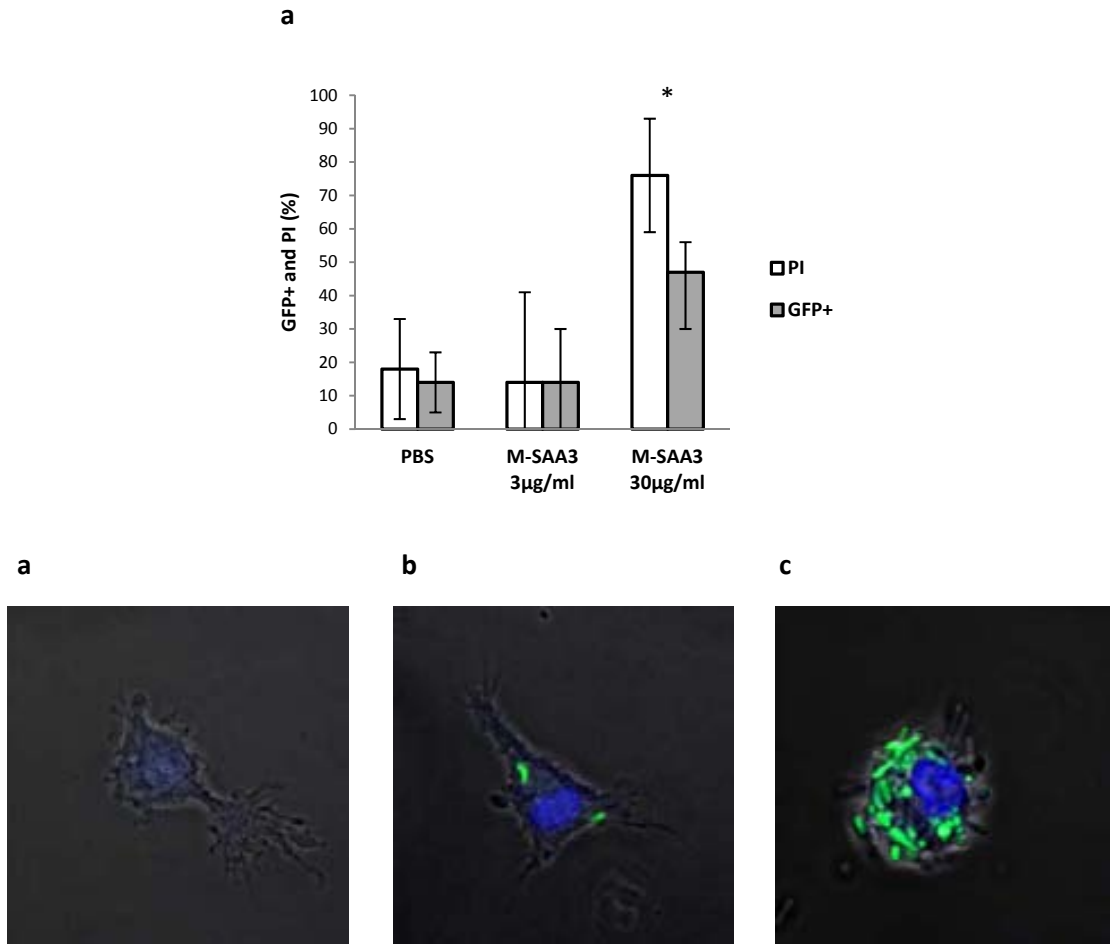 a
100
90
80
70
60
50
40
30
20
10
0
GFP+ and PI (%)
*
PI
GFP+
PBS
M-SAA3
3µg/ml
M-SAA3
30µg/ml
a
b
c